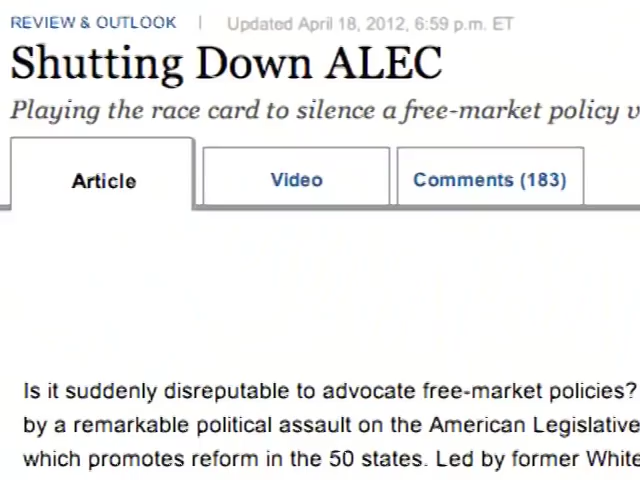 REVIEW & OUTLOOK | Updated April 18, 2012, 6:59 p.m. ET
Shutting Down ALEC
Playing the race card to silence a free-market policy
Article Video Comments (183)
Is it suddenly disreputable to advocate free-market policies?
by a remarkable political assault on the American Legislative
which promotes reform in the 50 states. Led by former White